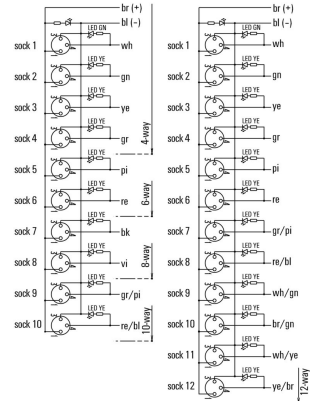 br (+)
bl (−)
LED GN
sock 1 wh
LED YE
sock 2 gn
LED YE
sock 3 ye
LED YE
sock 4 gr
4-way
LED YE
sock 5 pi
LED YE
sock 6 re
6-way
LED YE
sock 7 bk
LED YE
sock 8 vi
8-way
LED YE
sock 9 gr/pi
LED YE
sock 10 re/bl
10-way
br (+)
bl (−)
LED YE
sock 1 wh
LED YE
sock 2 gn
LED YE
sock 3 ye
LED YE
sock 4 gr
LED YE
sock 5 pi
LED YE
sock 6 re
LED YE
sock 7 gr/pi
LED YE
sock 8 re/bl
LED YE
sock 9 wh/gn
LED YE
sock 10 br/gn
LED YE
sock 11 wh/ye
LED YE
sock 12 ye/br
12-way